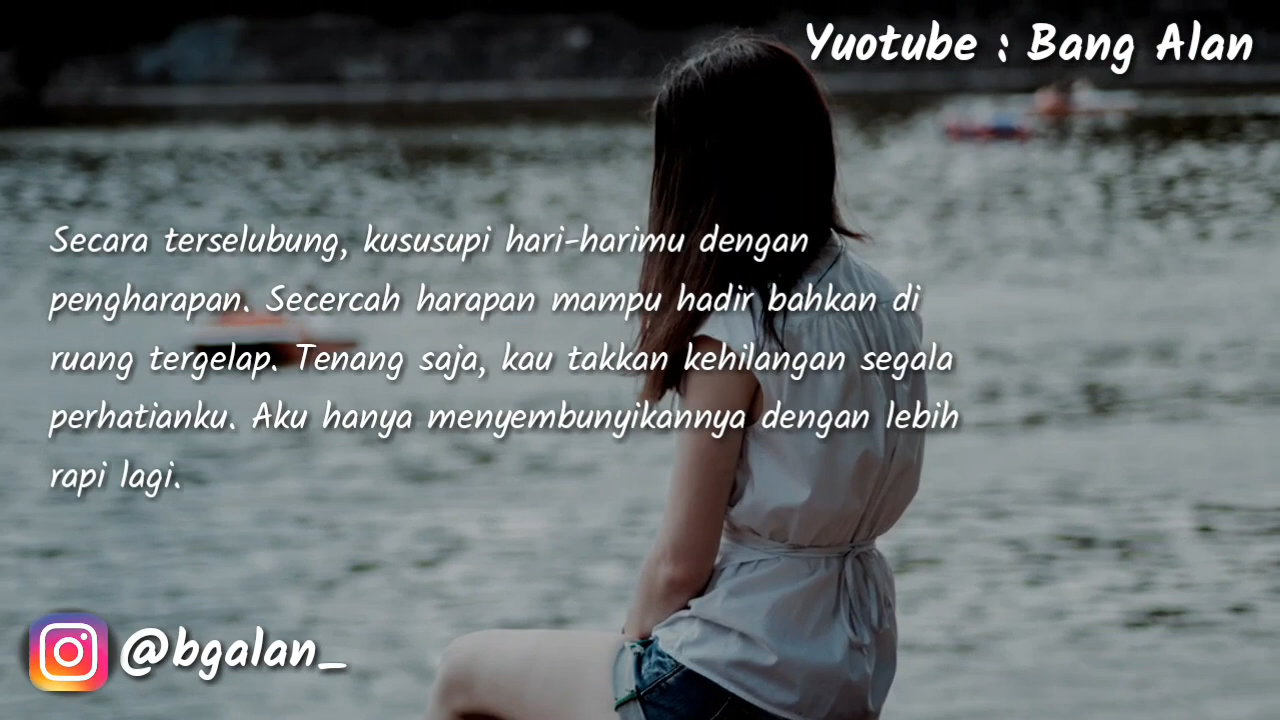 Yuotube : Bang Alan
Secara terselubung, kususupi hari-harimu dengan
pengharapan. Secercah harapan mampu hadir bahkan di
ruang tergelap. Tenang saja, kau takkan kehilangan segala
perhatianku. Aku hanya menyembunyikannya dengan lebih
rapi lagi.
@bgalan_